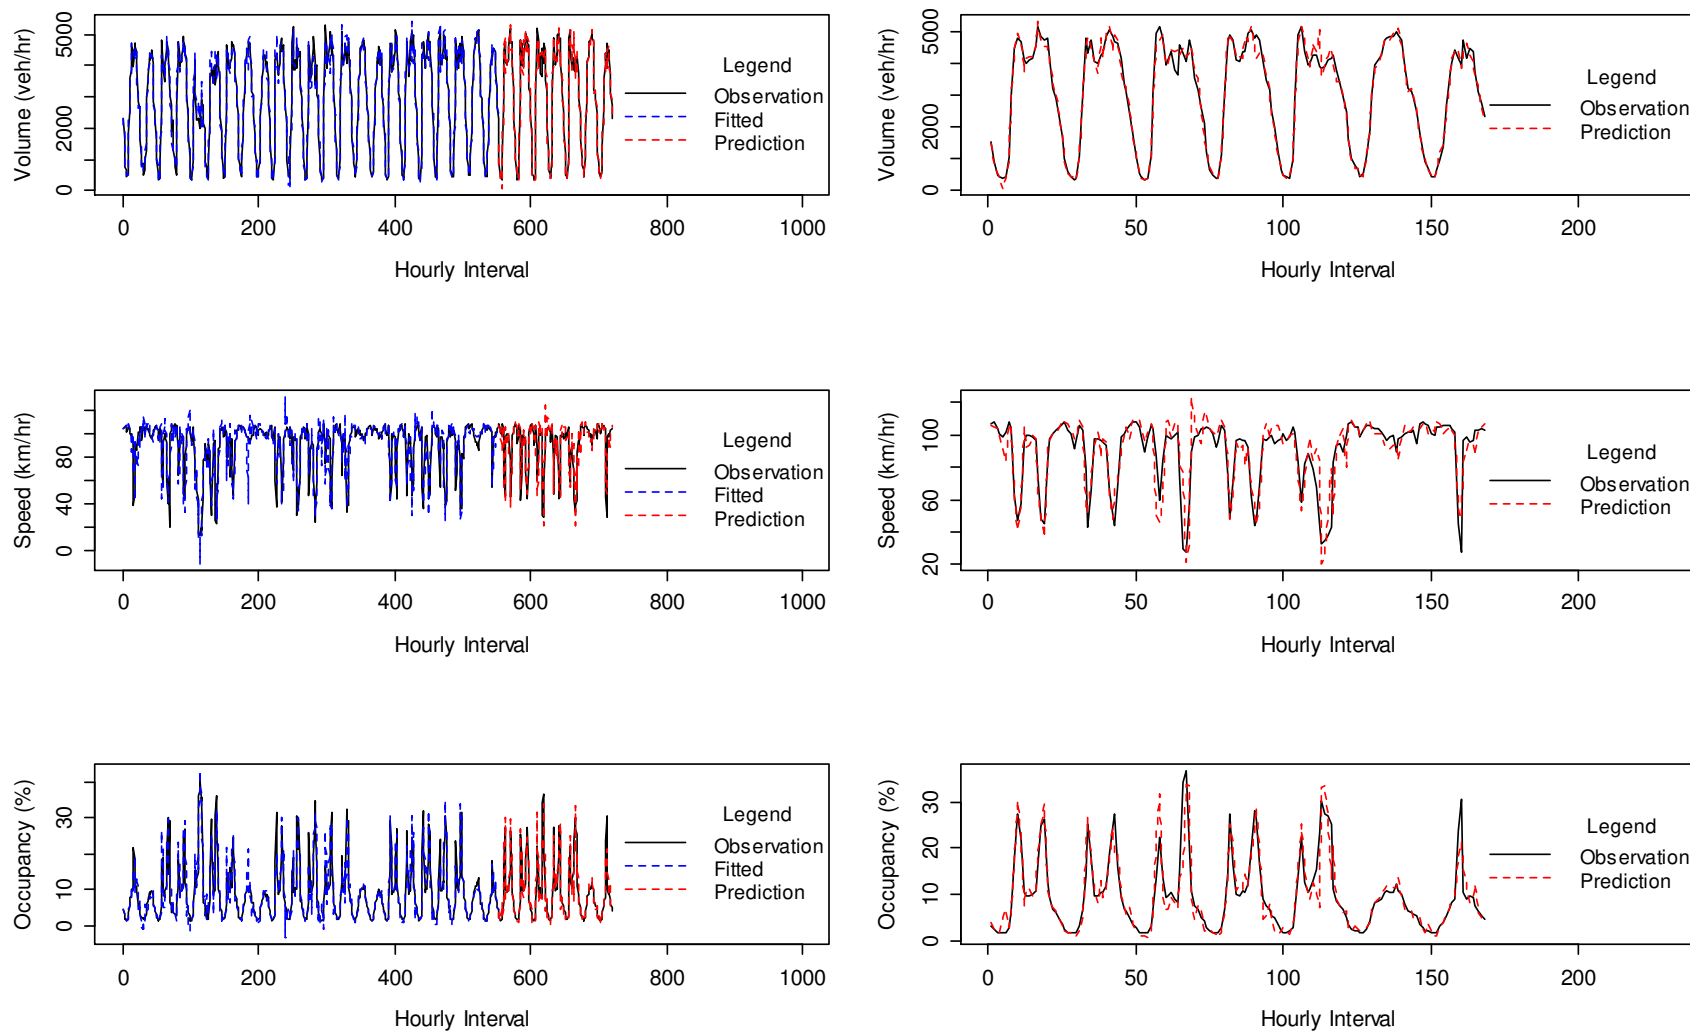 Volume (veh/hr)
5000
2000
0
Legend
Observation
Fitted
Prediction
0 200 400 600 800 1000
Hourly Interval
Volume (veh/hr)
5000
2000
0
Legend
Observation
Prediction
0 50 100 150 200
Hourly Interval
Speed (km/hr)
80
40
0
Legend
Observation
Fitted
Prediction
0 200 400 600 800 1000
Hourly Interval
Speed (km/hr)
100
60
20
Legend
Observation
Prediction
0 50 100 150 200
Hourly Interval
Occupancy (%)
30
10
0
Legend
Observation
Fitted
Prediction
0 200 400 600 800 1000
Hourly Interval
Occupancy (%)
30
20
10
0
Legend
Observation
Prediction
0 50 100 150 200
Hourly Interval